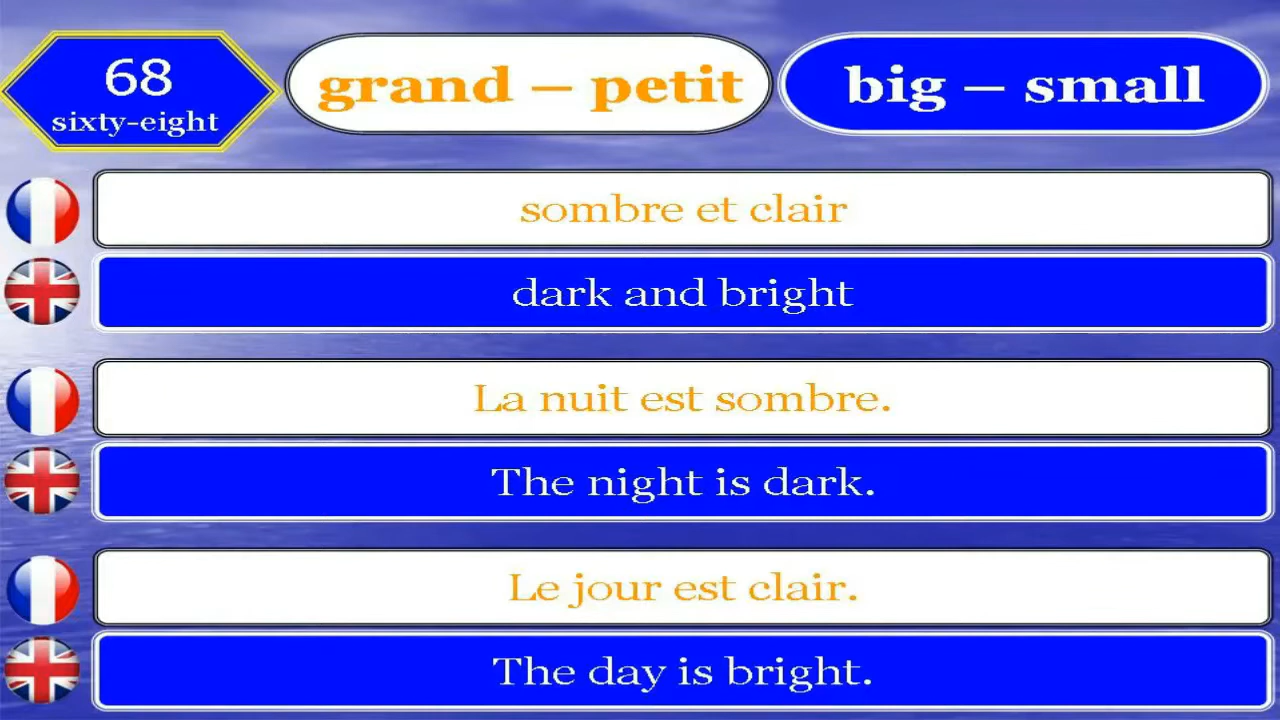 68
sixty-eight
grand – petit
big – small
sombre et clair
dark and bright
La nuit est sombre.
The night is dark.
Le jour est clair.
The day is bright.